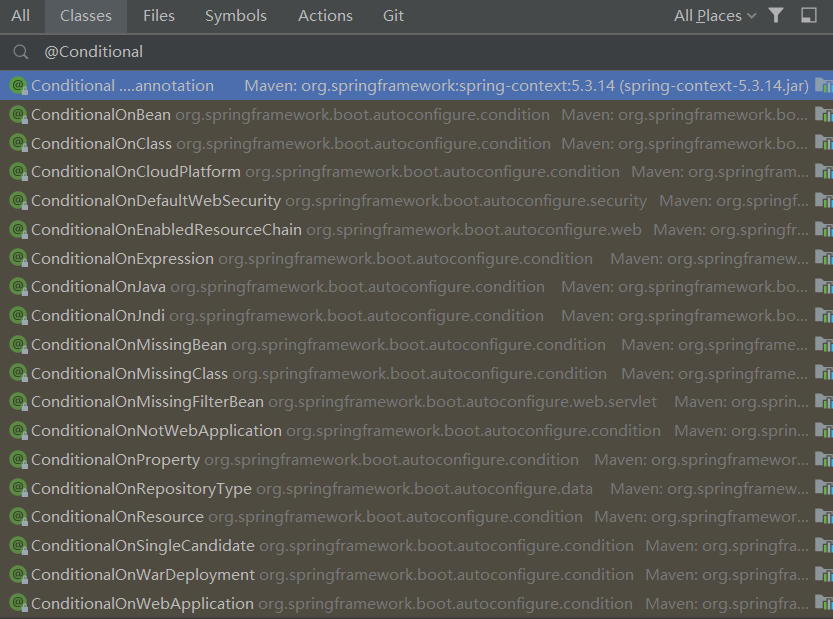 All Classes Files Symbols Actions Git All Places
@Conditional
Conditional ....annotation Maven: org.springframework:spring-context:5.3.14 (spring-context-5.3.14.jar)
ConditionalOnBean org.springframework.boot.autoconfigure.condition Maven: org.springframework.bo...
ConditionalOnClass org.springframework.boot.autoconfigure.condition Maven: org.springframework.bo...
ConditionalOnCloudPlatform org.springframework.boot.autoconfigure.condition Maven: org.springfram...
ConditionalOnDefaultWebSecurity org.springframework.boot.autoconfigure.security Maven: org.springf...
ConditionalOnEnabledResourceChain org.springframework.boot.autoconfigure.web Maven: org.springfr...
ConditionalOnExpression org.springframework.boot.autoconfigure.condition Maven: org.springframew...
ConditionalOnJava org.springframework.boot.autoconfigure.condition Maven: org.springframework.bo...
ConditionalOnJndi org.springframework.boot.autoconfigure.condition Maven: org.springframework.bo...
ConditionalOnMissingBean org.springframework.boot.autoconfigure.condition Maven: org.springframe...
ConditionalOnMissingClass org.springframework.boot.autoconfigure.condition Maven: org.springframe...
ConditionalOnMissingFilterBean org.springframework.boot.autoconfigure.web.servlet Maven: org.sprin...
ConditionalOnNotWebApplication org.springframework.boot.autoconfigure.condition Maven: org.sprin...
ConditionalOnProperty org.springframework.boot.autoconfigure.condition Maven: org.springframewor...
ConditionalOnRepositoryType org.springframework.boot.autoconfigure.data Maven: org.springframew...
ConditionalOnResource org.springframework.boot.autoconfigure.condition Maven: org.springframewor...
ConditionalOnSingleCandidate org.springframework.boot.autoconfigure.condition Maven: org.springfra...
ConditionalOnWarDeployment org.springframework.boot.autoconfigure.condition Maven: org.springfra...
ConditionalOnWebApplication org.springframework.boot.autoconfigure.condition Maven: org.springfra...